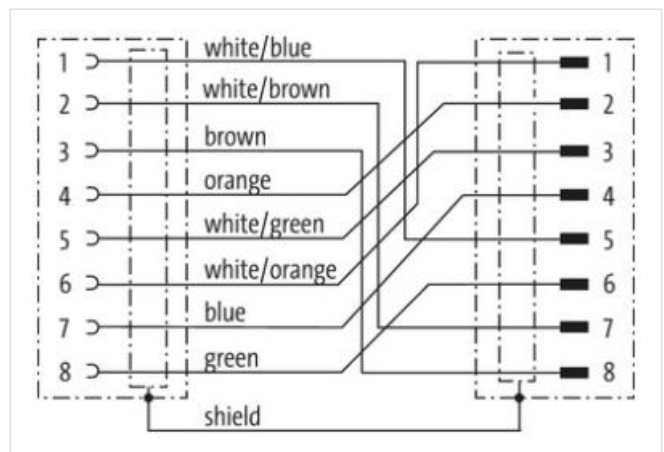 1 white/blue 1
2 white/brown 2
3 brown 3
4 orange 4
5 white/green 5
6 white/orange 6
7 blue 7
8 green 8
shield